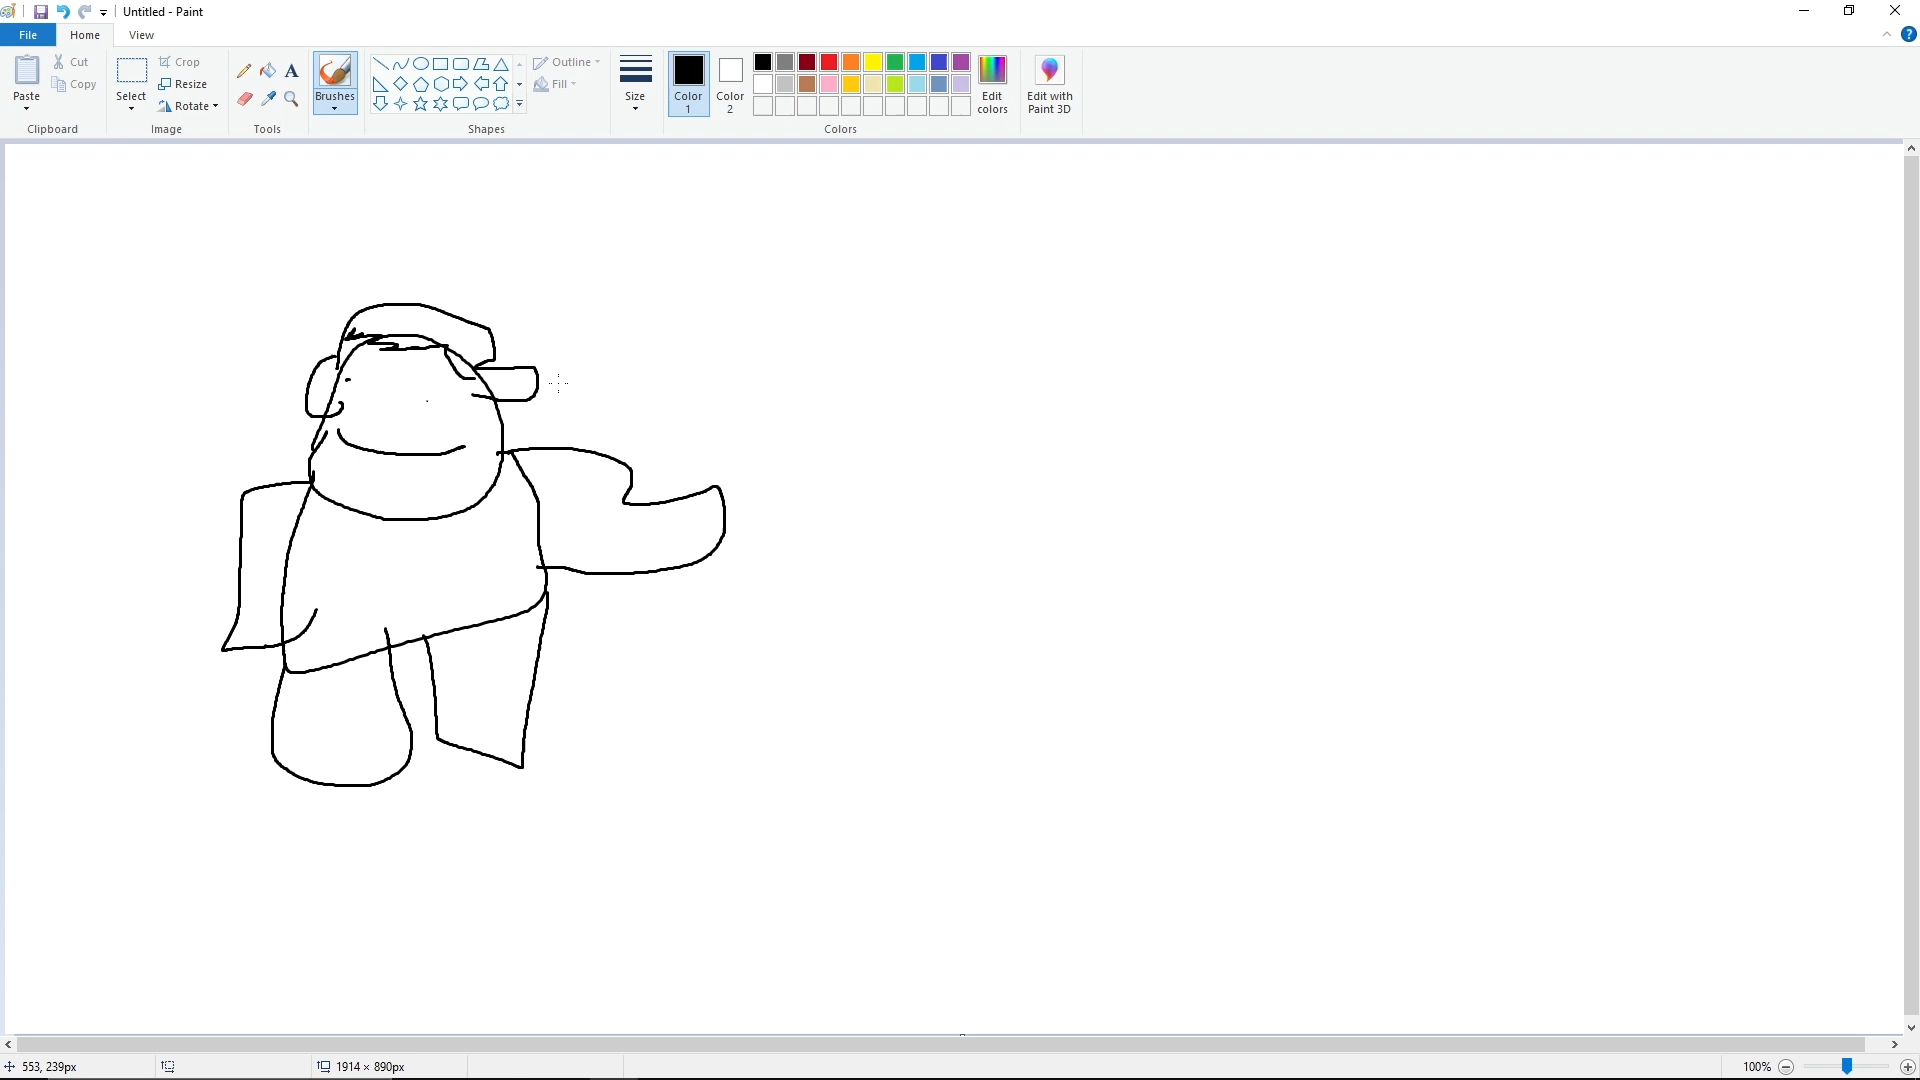 Untitled - Paint
File Home View
Paste
Cut
Copy
Clipboard
Select
Crop
Resize
Rotate
Image
A
Tools
Brushes
Outline
Fill
Shapes
Size
Color 1
Color 2
Edit colors
Colors
Edit with Paint 3D
553, 239px
1914 × 890px
100%